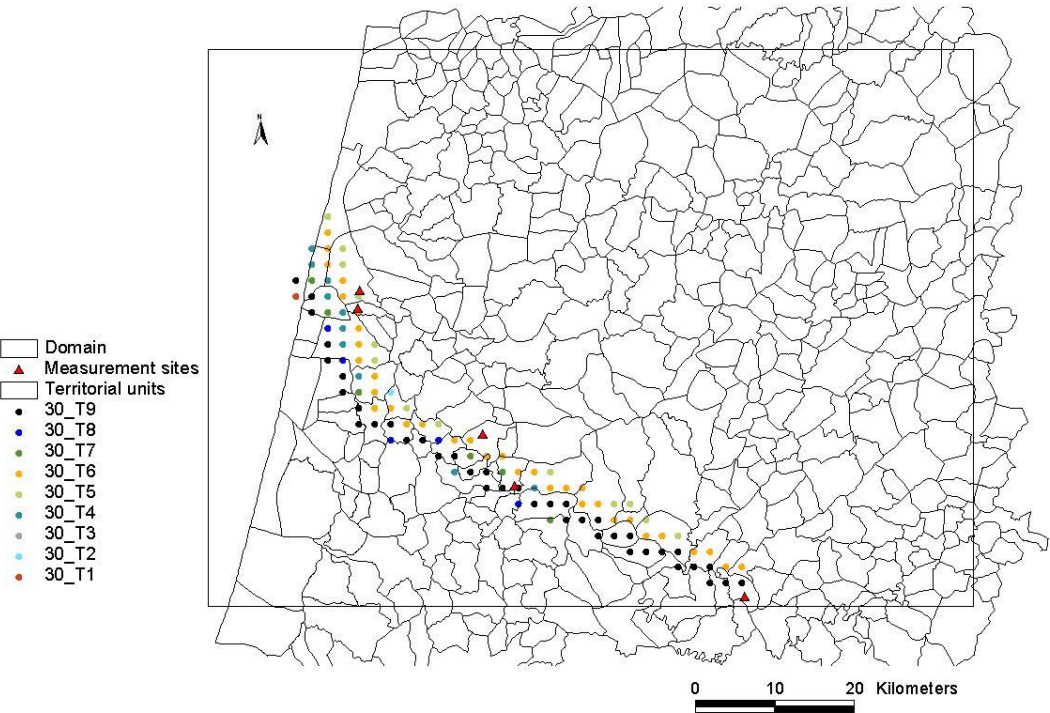 N
Domain
Measurement sites
Territorial units
30_T9
30_T8
30_T7
30_T6
30_T5
30_T4
30_T3
30_T2
30_T1
0 10 20 Kilometers